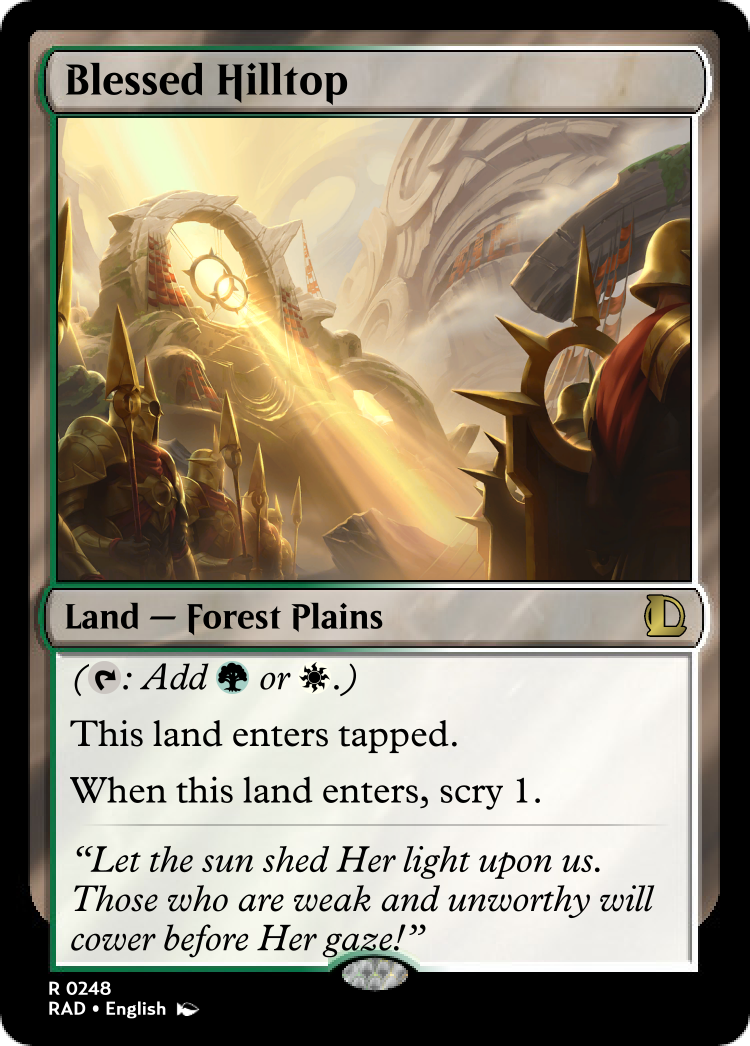 Blessed Hilltop
Land — Forest Plains
(: Add or .)
This land enters tapped.
When this land enters, scry 1.
“Let the sun shed Her light upon us.
Those who are weak and unworthy will
cower before Her gaze!”
R 0248
RAD • English